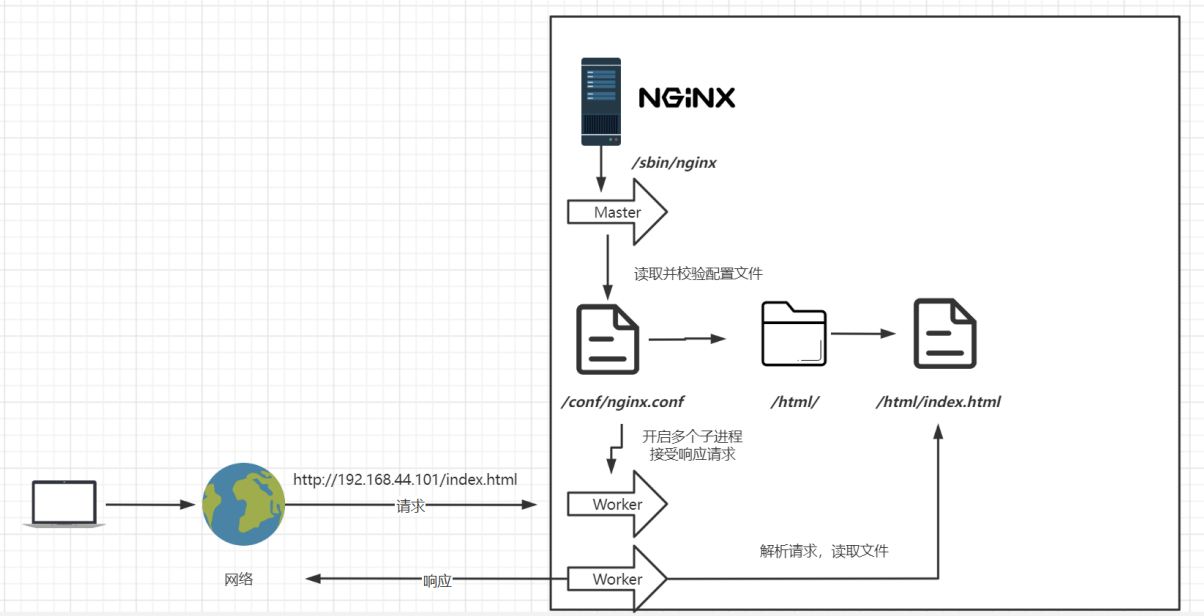 NGiNX
/sbin/nginx
Master
读取并校验配置文件
/conf/nginx.conf
/html/
/html/index.html
开启多个子进程
接受响应请求
http://192.168.44.101/index.html
请求
Worker
解析请求，读取文件
网络
响应
Worker